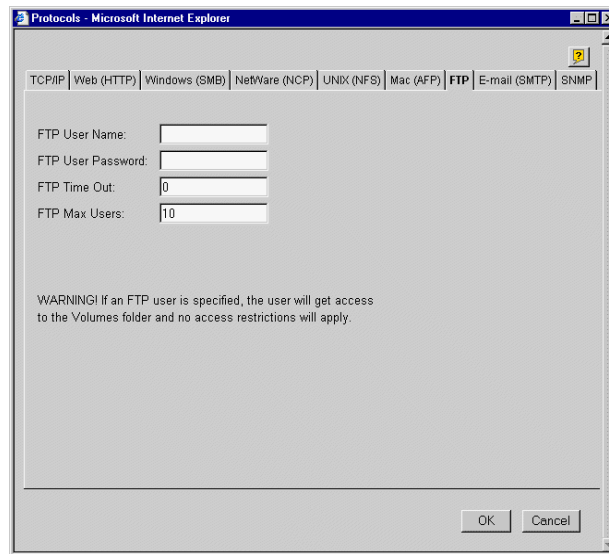 Protocols - Microsoft Internet Explorer
?
TCP/IP Web (HTTP) Windows (SMB) NetWare (NCP) UNIX (NFS) Mac (AFP) FTP E-mail (SMTP) SNMP
FTP User Name:
FTP User Password:
FTP Time Out: 0
FTP Max Users: 10
WARNING! If an FTP user is specified, the user will get access
to the Volumes folder and no access restrictions will apply.
OK Cancel